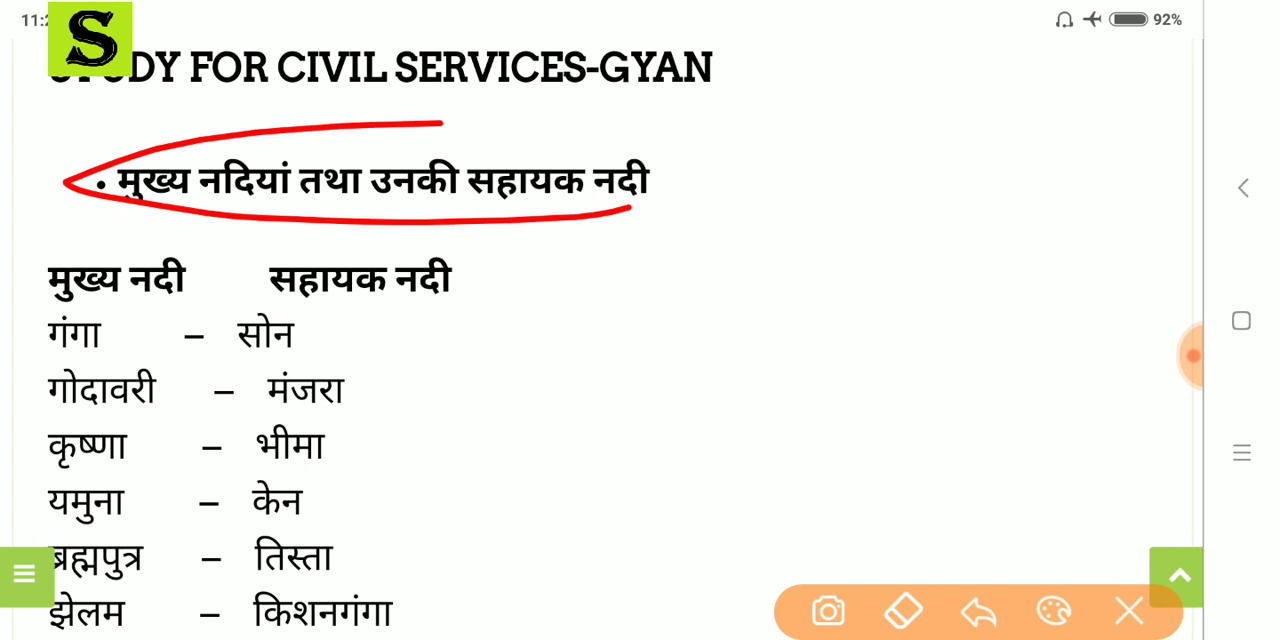 11:2
92%
S
STUDY FOR CIVIL SERVICES-GYAN
• मुख्य नदियां तथा उनकी सहायक नदी
मुख्य नदी सहायक नदी
गंगा – सोन
गोदावरी – मंजरा
कृष्णा – भीमा
यमुना – केन
ब्रह्मपुत्र – तिस्ता
झेलम – किशनगंगा